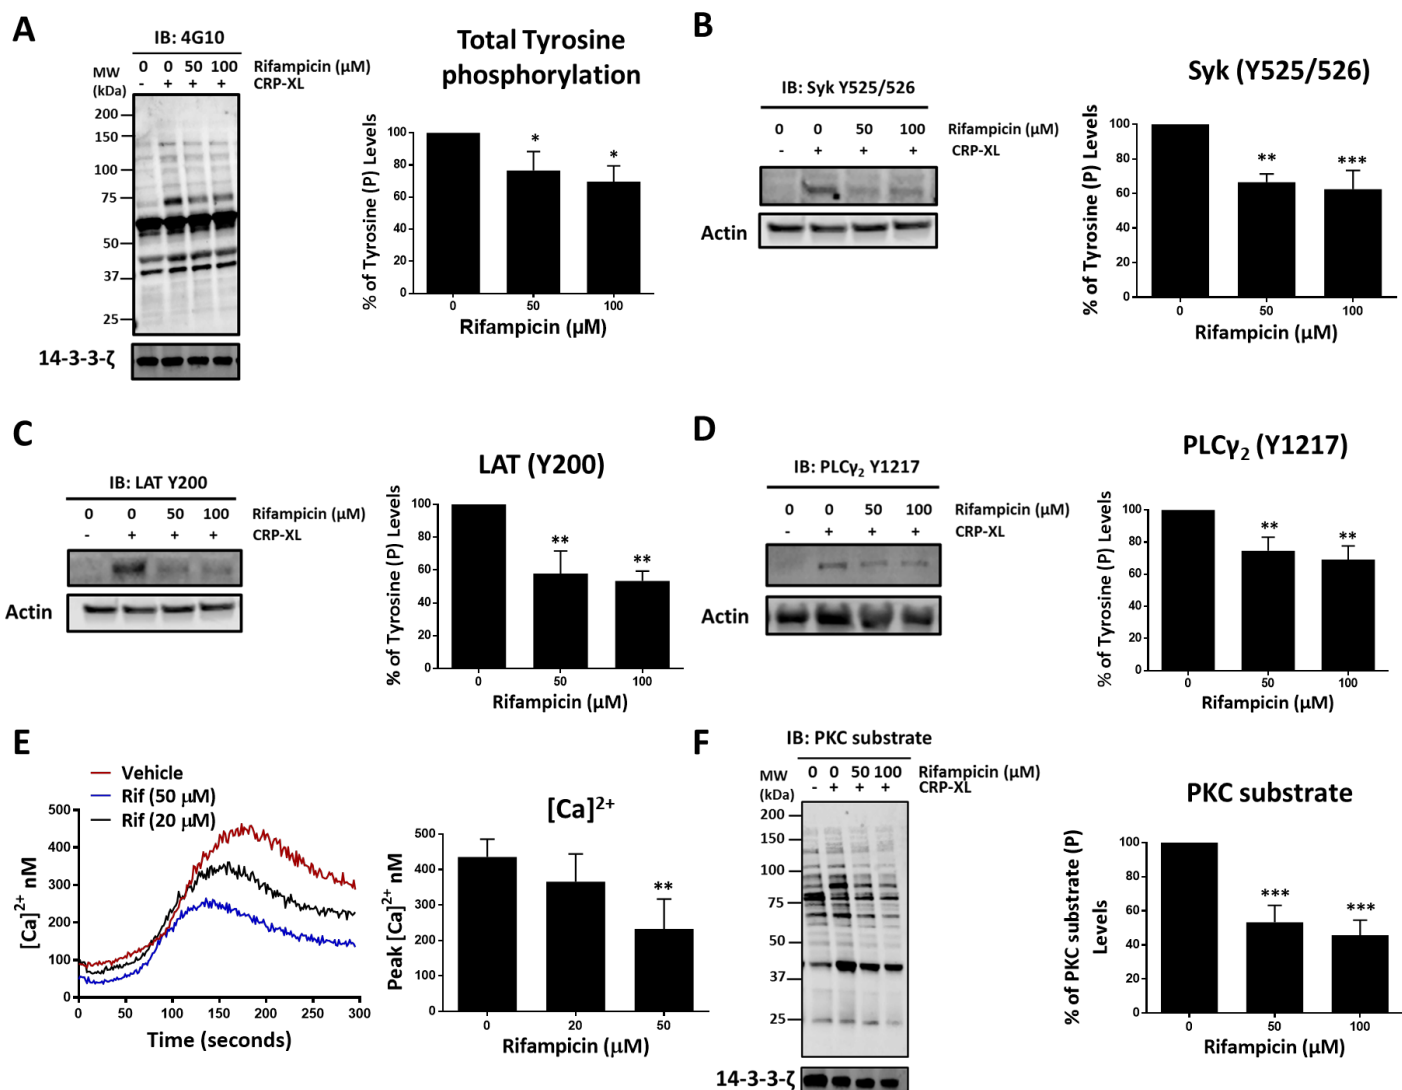 A
IB: 4G10
MW
(kDa)
0 0 50 100 Rifampicin (µM)
- + + + CRP-XL
200
150
100
75
50
37
25
14-3-3-ζ
Total Tyrosine
phosphorylation
% of Tyrosine (P) Levels
100
80
60
40
20
0
* *
0 50 100
Rifampicin (µM)
B
IB: Syk Y525/526
0 0 50 100 Rifampicin (µM)
- + + + CRP-XL
Actin
Syk (Y525/526)
% of Tyrosine (P) Levels
100
80
60
40
20
0
** ***
0 50 100
Rifampicin (µM)
C
IB: LAT Y200
0 0 50 100 Rifampicin (µM)
- + + + CRP-XL
Actin
LAT (Y200)
% of Tyrosine (P) Levels
100
80
60
40
20
0
** **
0 50 100
Rifampicin (µM)
D
IB: PLCγ₂ Y1217
0 0 50 100 Rifampicin (µM)
- + + + CRP-XL
Actin
PLCγ₂ (Y1217)
% of Tyrosine (P) Levels
100
80
60
40
20
0
** **
0 50 100
Rifampicin (µM)
E
Vehicle
Rif (50 µM)
Rif (20 µM)
[Ca]²⁺ nM
500
400
300
200
100
0
0 50 100 150 200 250 300
Time (seconds)
[Ca]²⁺
Peak [Ca]²⁺ nM
500
400
300
200
100
0
**
0 20 50
Rifampicin (µM)
F
IB: PKC substrate
MW
(kDa)
0 0 50 100 Rifampicin (µM)
- + + + CRP-XL
200
150
100
75
50
37
25
14-3-3-ζ
PKC substrate
% of PKC substrate (P)
Levels
100
80
60
40
20
0
*** ***
0 50 100
Rifampicin (µM)